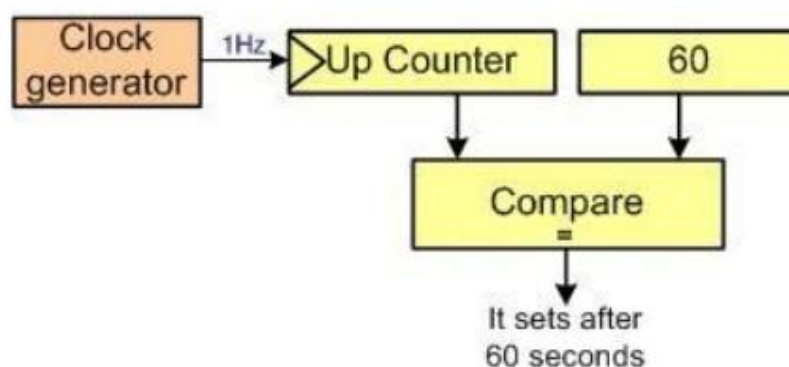 Clock
generator
1Hz
Up Counter
60
Compare
=
It sets after
60 seconds